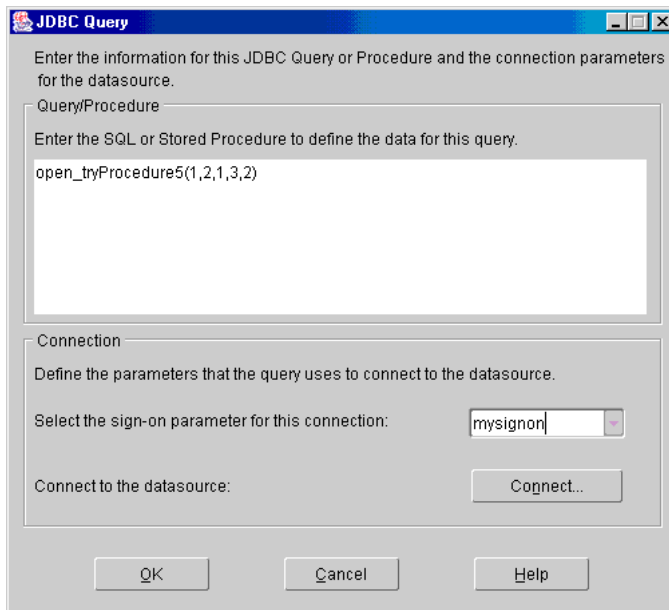 JDBC Query
Enter the information for this JDBC Query or Procedure and the connection parameters
for the datasource.
Query/Procedure
Enter the SQL or Stored Procedure to define the data for this query.
open_tryProcedure5(1,2,1,3,2)
Connection
Define the parameters that the query uses to connect to the datasource.
Select the sign-on parameter for this connection: mysignon
Connect to the datasource: Connect...
OK Cancel Help